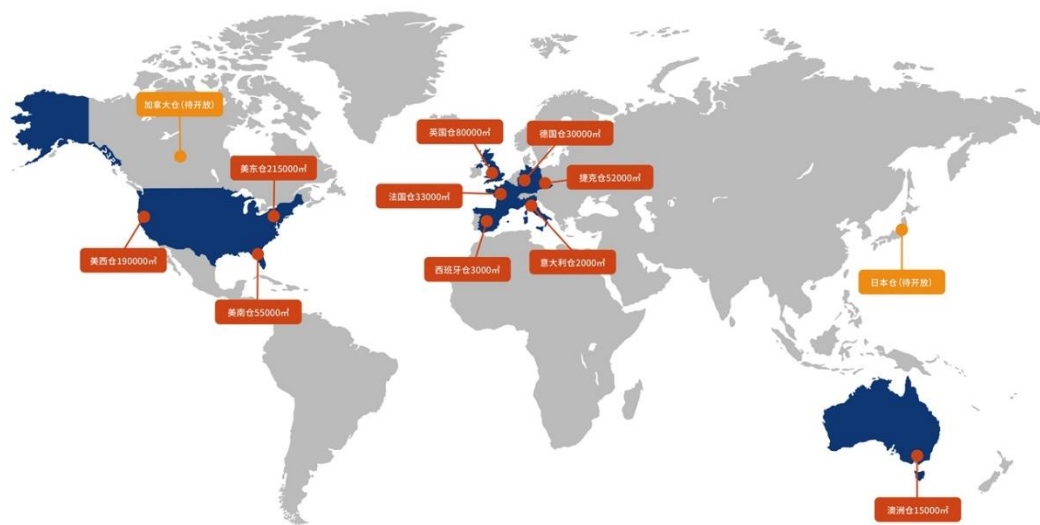 加拿大仓(待开放)
英国仓80000㎡
德国仓30000㎡
美东仓215000㎡
捷克仓52000㎡
法国仓33000㎡
美西仓190000㎡
西班牙仓3000㎡
意大利仓2000㎡
日本仓(待开放)
美南仓55000㎡
澳洲仓15000㎡